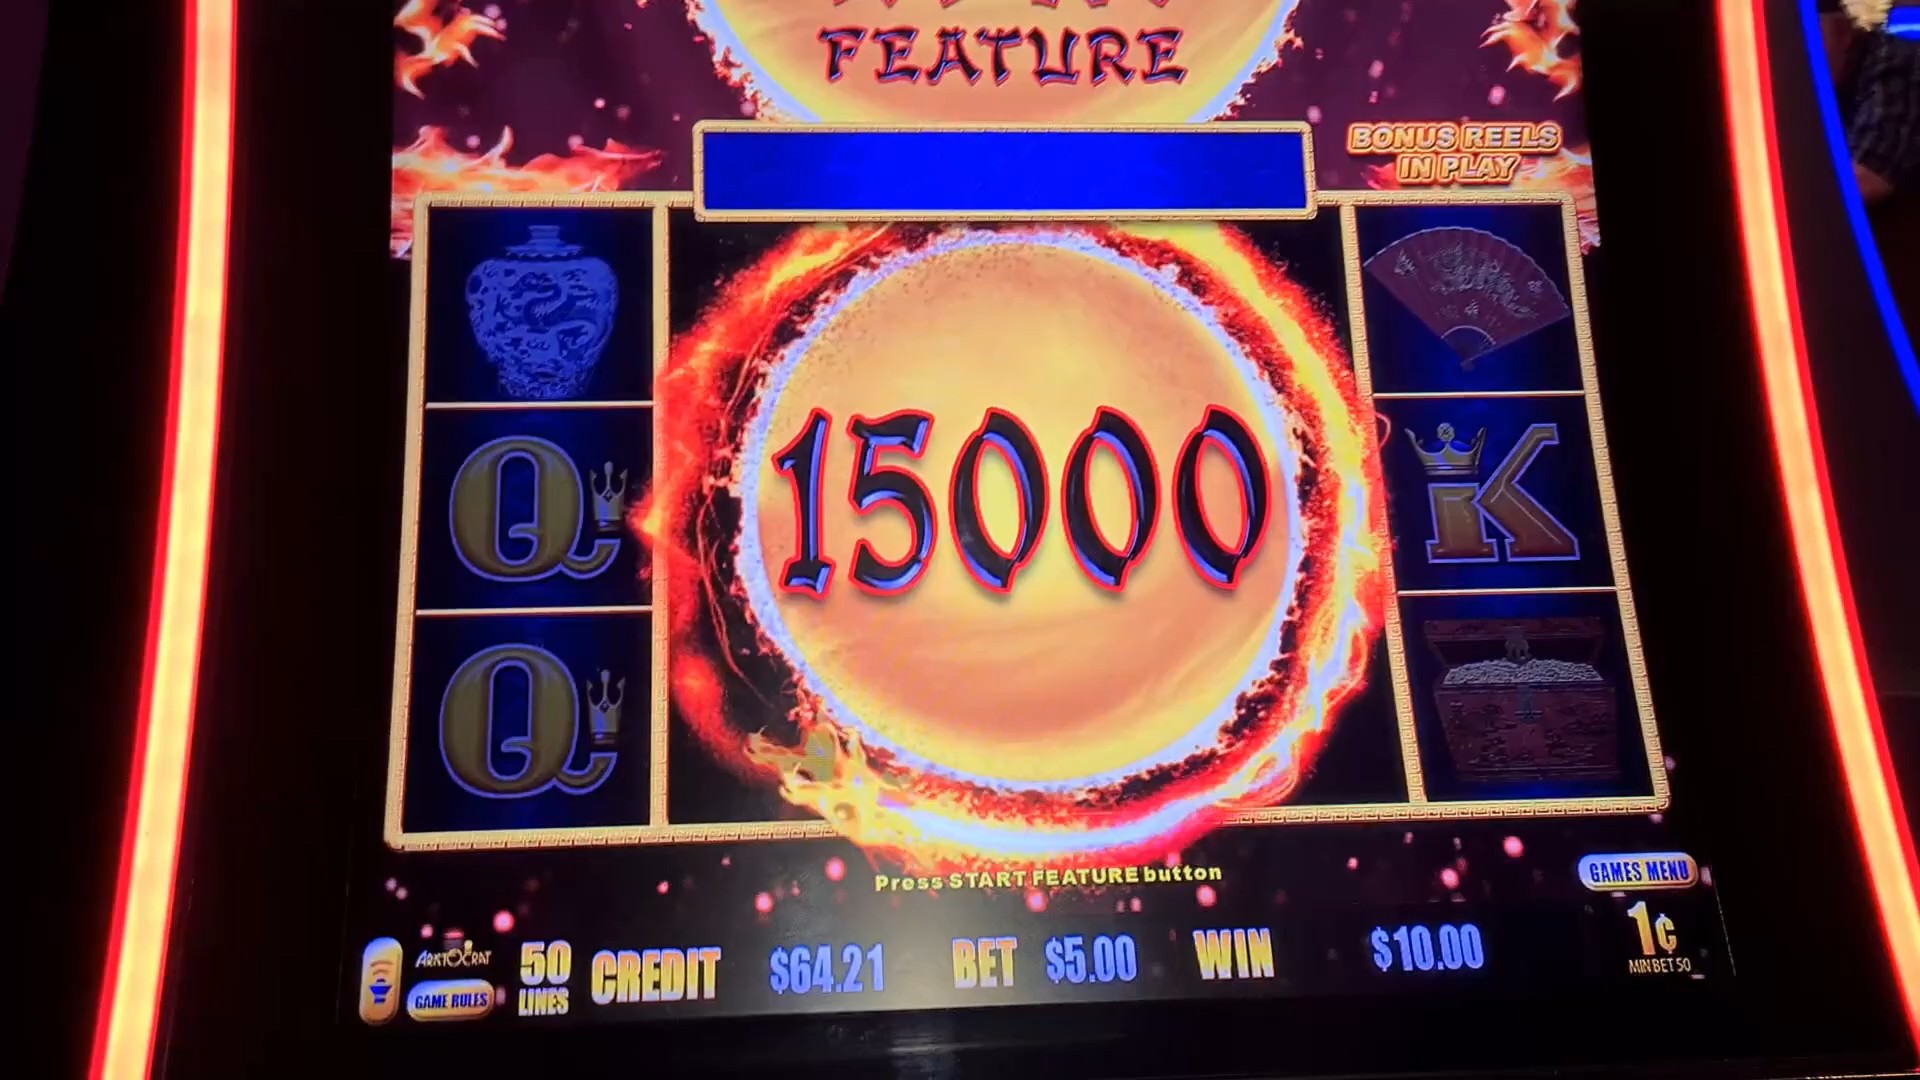 FEATURE
BONUS REELS
IN PLAY
15000
Q
K
Q
Press START FEATURE button
GAMES MENU
ARISTOCRAT
GAME RULES
50
LINES
CREDIT $64.21 BET $5.00 WIN $10.00
1¢
MIN BET 50